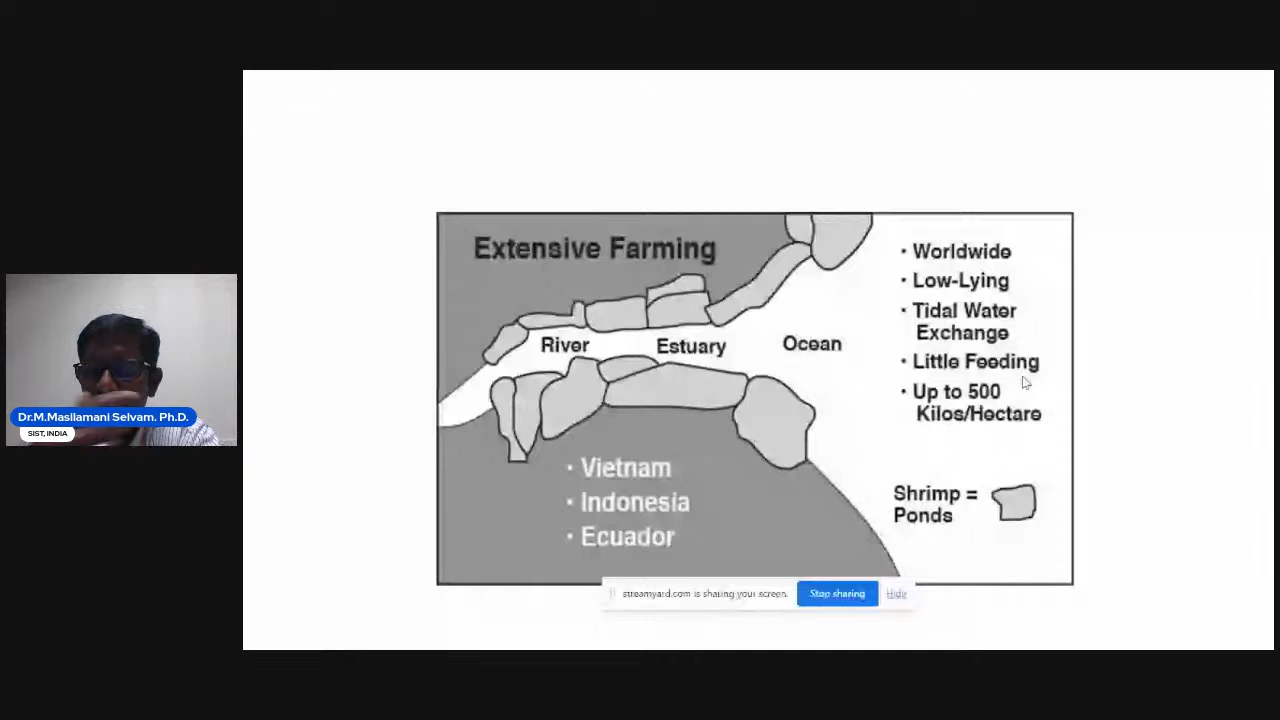 Extensive Farming
River
Estuary
Ocean
• Worldwide
• Low-Lying
• Tidal Water
Exchange
• Little Feeding
• Up to 500
Kilos/Hectare
• Vietnam
• Indonesia
• Ecuador
Shrimp =
Ponds
Dr.M.Masilamani Selvam. Ph.D.
SIST, INDIA
streamyard.com is sharing your screen.
Stop sharing
Hide